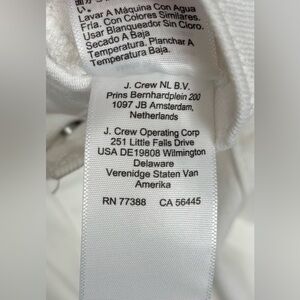 Lavar A Máquina Con Agua
Fría. Con Colores Similares.
Usar Blanqueador Sin Cloro.
Secado A Baja
Temperatura. Planchar A
Temperatura Baja.
J. Crew NL B.V.
Prins Bernhardplein 200
1097 JB Amsterdam,
Netherlands
J. Crew Operating Corp
251 Little Falls Drive
USA DE19808 Wilmington
Delaware
Verenidge Staten Van
Amerika
RN 77388 CA 56445